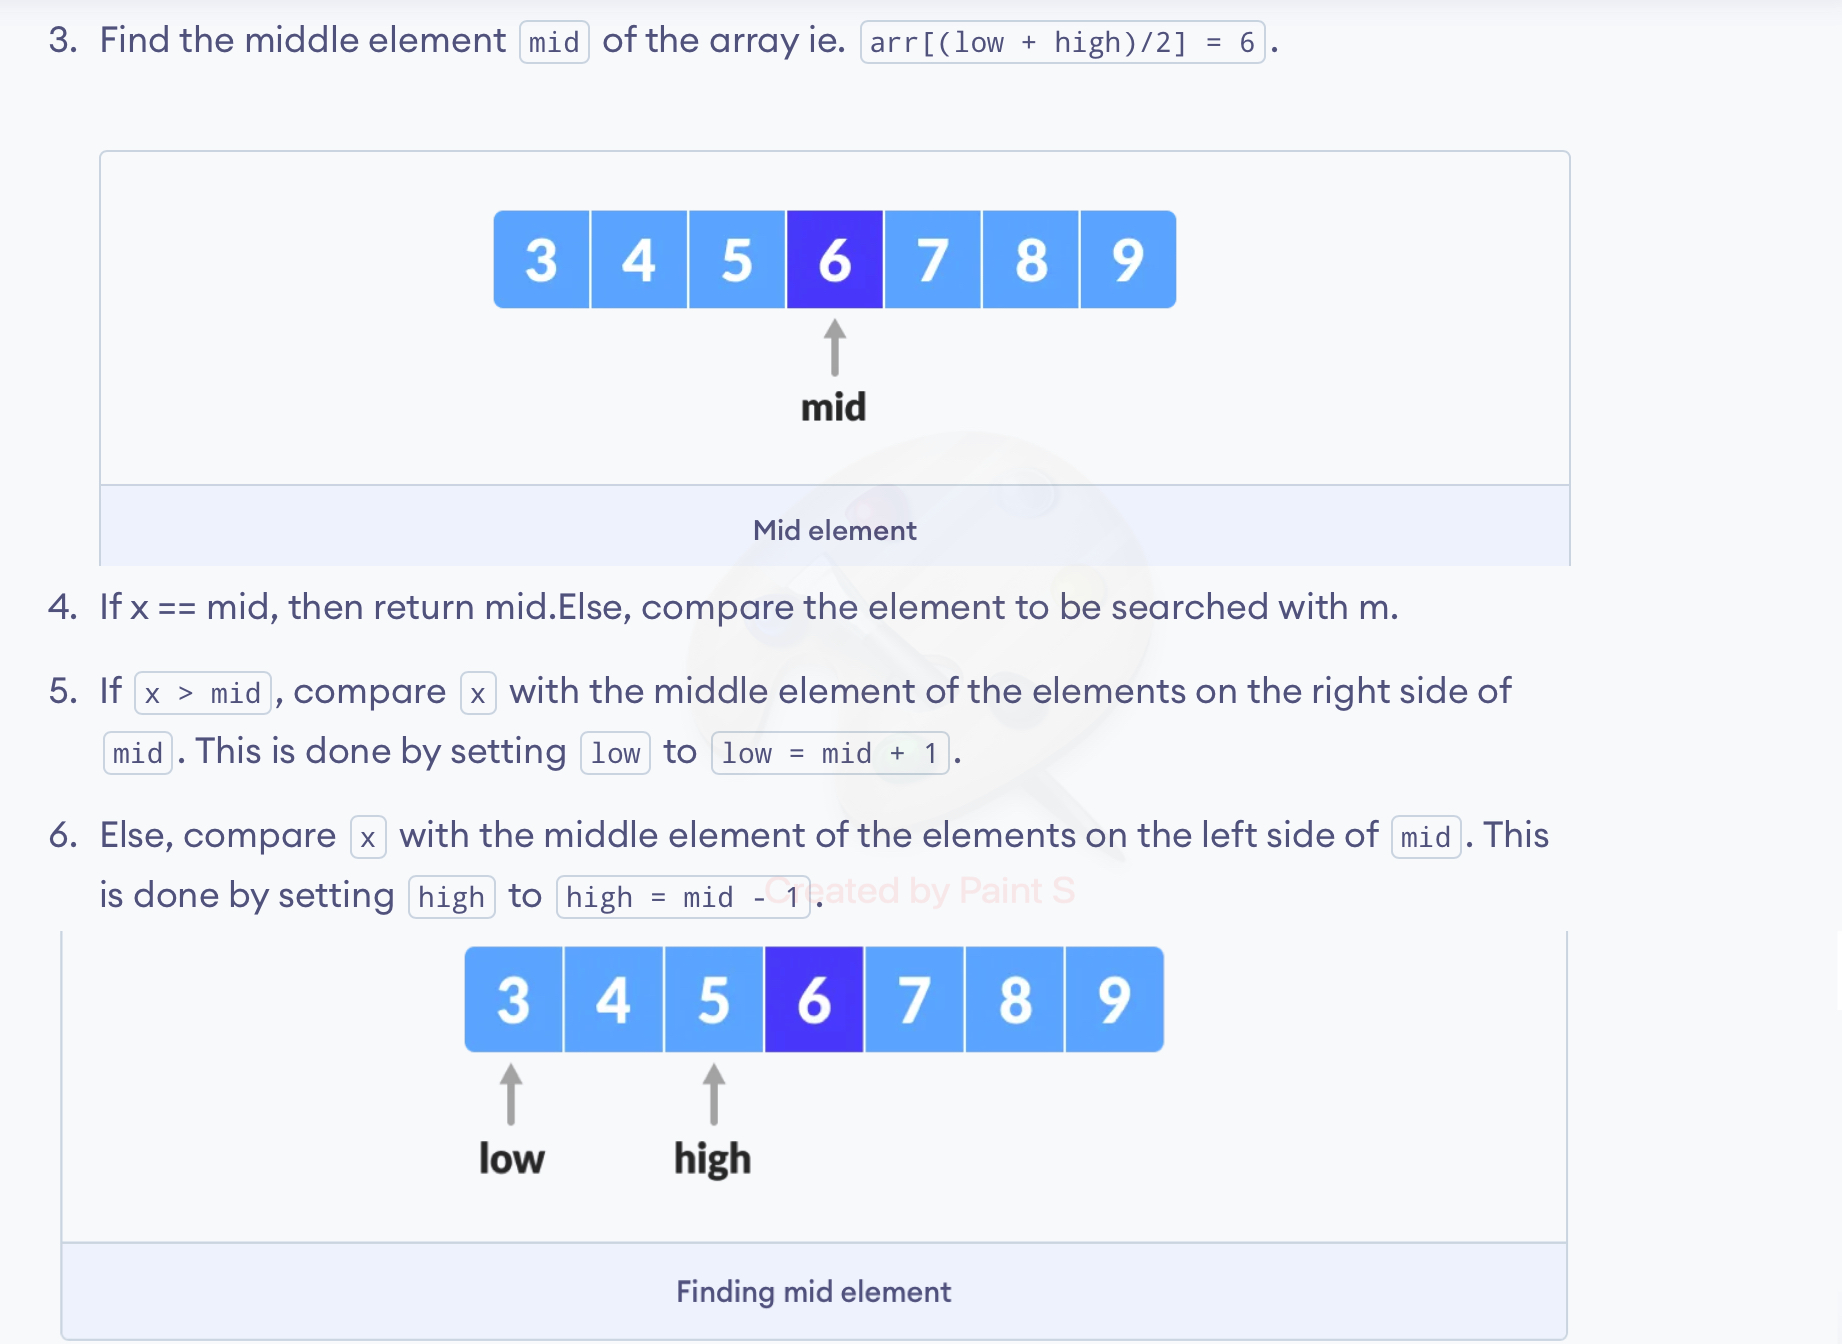 3. Find the middle element mid of the array ie. arr[(low + high)/2] = 6.
3 4 5 6 7 8 9
mid
Mid element
4. If x == mid, then return mid.Else, compare the element to be searched with m.
5. If x > mid, compare x with the middle element of the elements on the right side of
mid. This is done by setting low to low = mid + 1.
6. Else, compare x with the middle element of the elements on the left side of mid. This
is done by setting high to high = mid - 1.
Created by Paint S
3 4 5 6 7 8 9
low high
Finding mid element